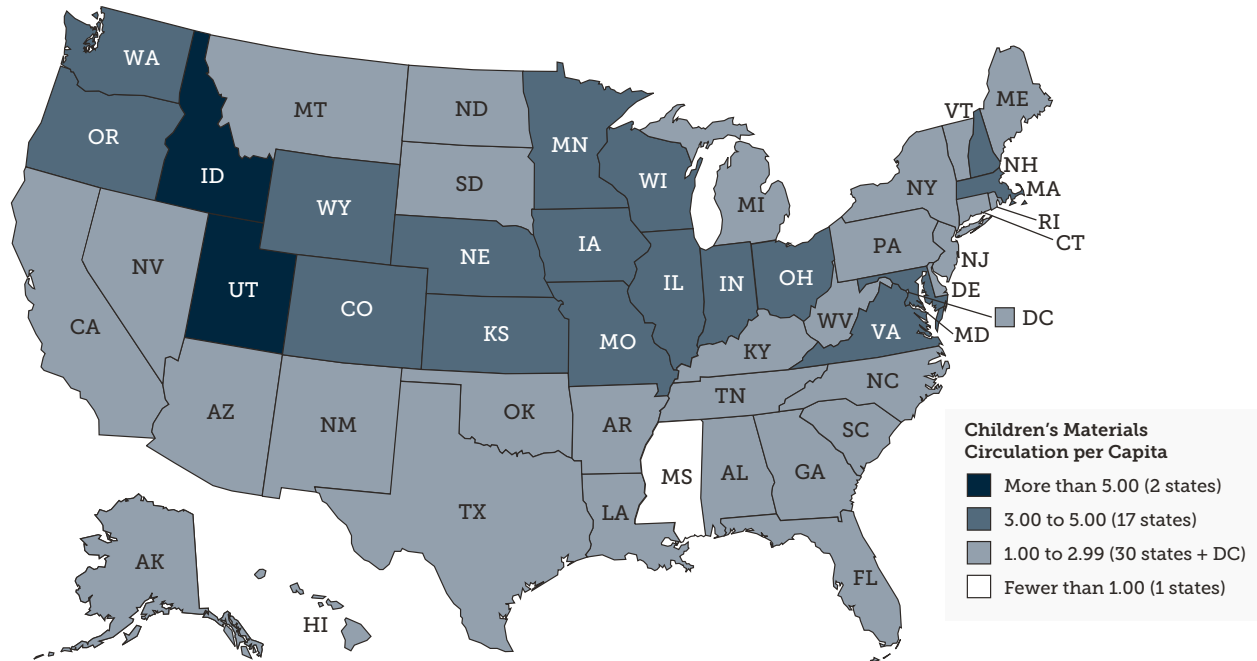 WA
MT
ND
MN
VT
ME
OR
ID
SD
WI
NH
WY
MI
NY
MA
RI
CT
IA
NE
PA
NV
UT
IL
IN
OH
NJ
CO
DE
DC
CA
KS
MO
WV
VA
MD
KY
NC
TN
AZ
NM
OK
AR
SC
MS
AL
GA
TX
LA
AK
FL
HI
Children's Materials
Circulation per Capita
More than 5.00 (2 states)
3.00 to 5.00 (17 states)
1.00 to 2.99 (30 states + DC)
Fewer than 1.00 (1 states)